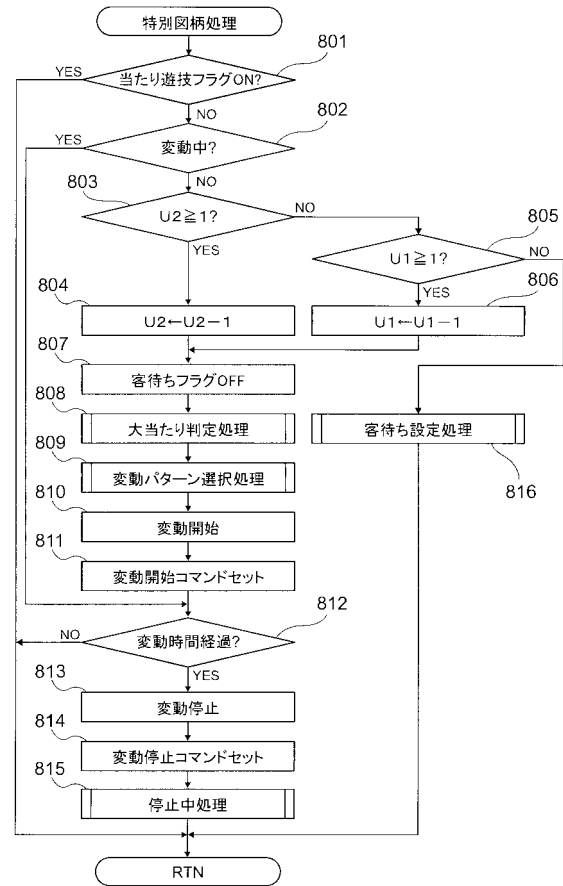 特別図柄処理
801
YES
当たり遊技フラグON?
NO
802
YES
変動中?
803
NO
U2≧1?
NO
805
YES
U1≧1?
NO
804
YES
806
U2←U2−1
U1←U1−1
807
客待ちフラグOFF
808
大当たり判定処理
客待ち設定処理
809
816
変動パターン選択処理
810
変動開始
811
変動開始コマンドセット
812
NO
変動時間経過?
813
YES
変動停止
814
変動停止コマンドセット
815
停止中処理
RTN